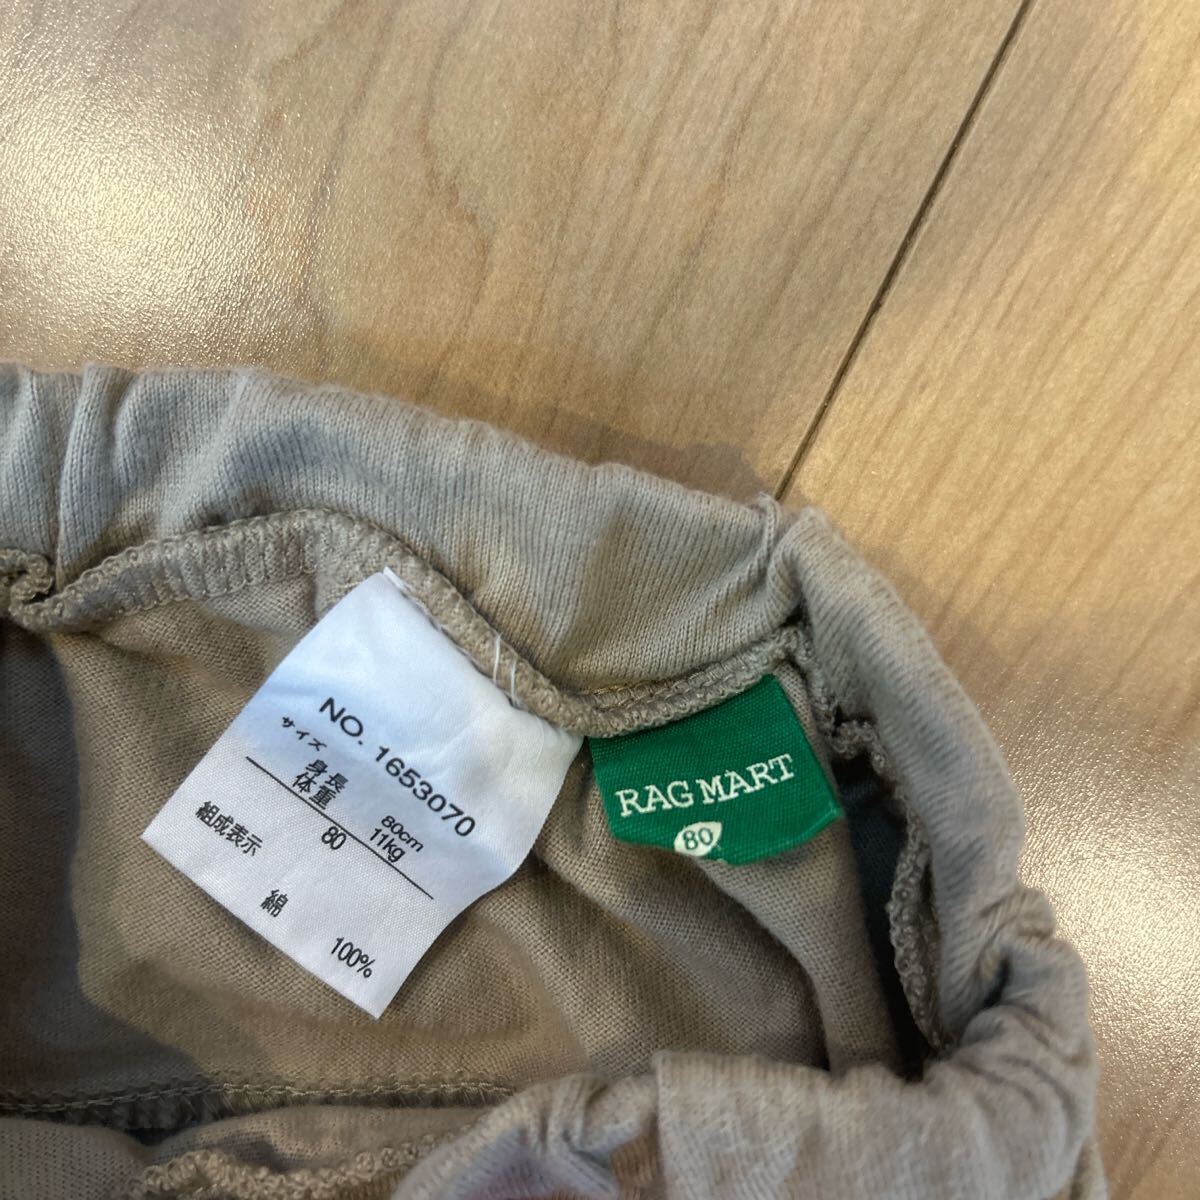 NO. 1653070
サイズ 80
身長 80cm
体重 11kg
組成表示
綿 100%
RAG MART
80